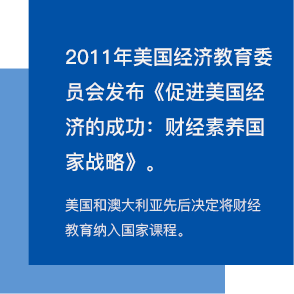 2011年美国经济教育委
员会发布《促进美国经
济的成功：财经素养国
家战略》。
美国和澳大利亚先后决定将财经
教育纳入国家课程。